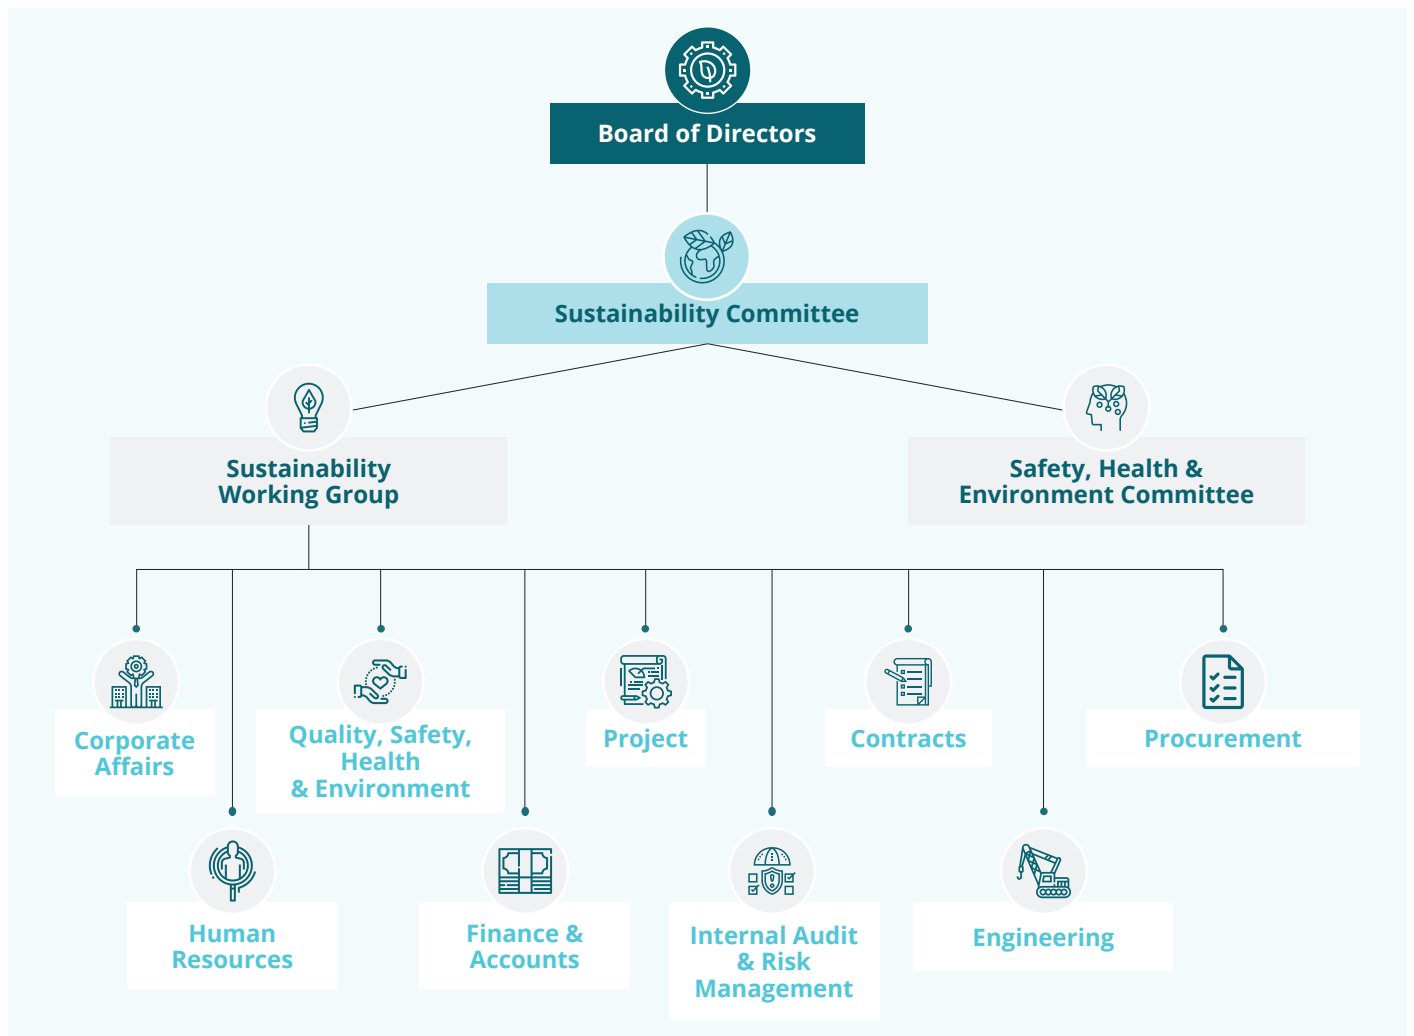 Board of Directors
Sustainability Committee
Sustainability
Working Group
Safety, Health &
Environment Committee
Corporate
Affairs
Quality, Safety,
Health
& Environment
Project
Contracts
Procurement
Human
Resources
Finance &
Accounts
Internal Audit
& Risk
Management
Engineering